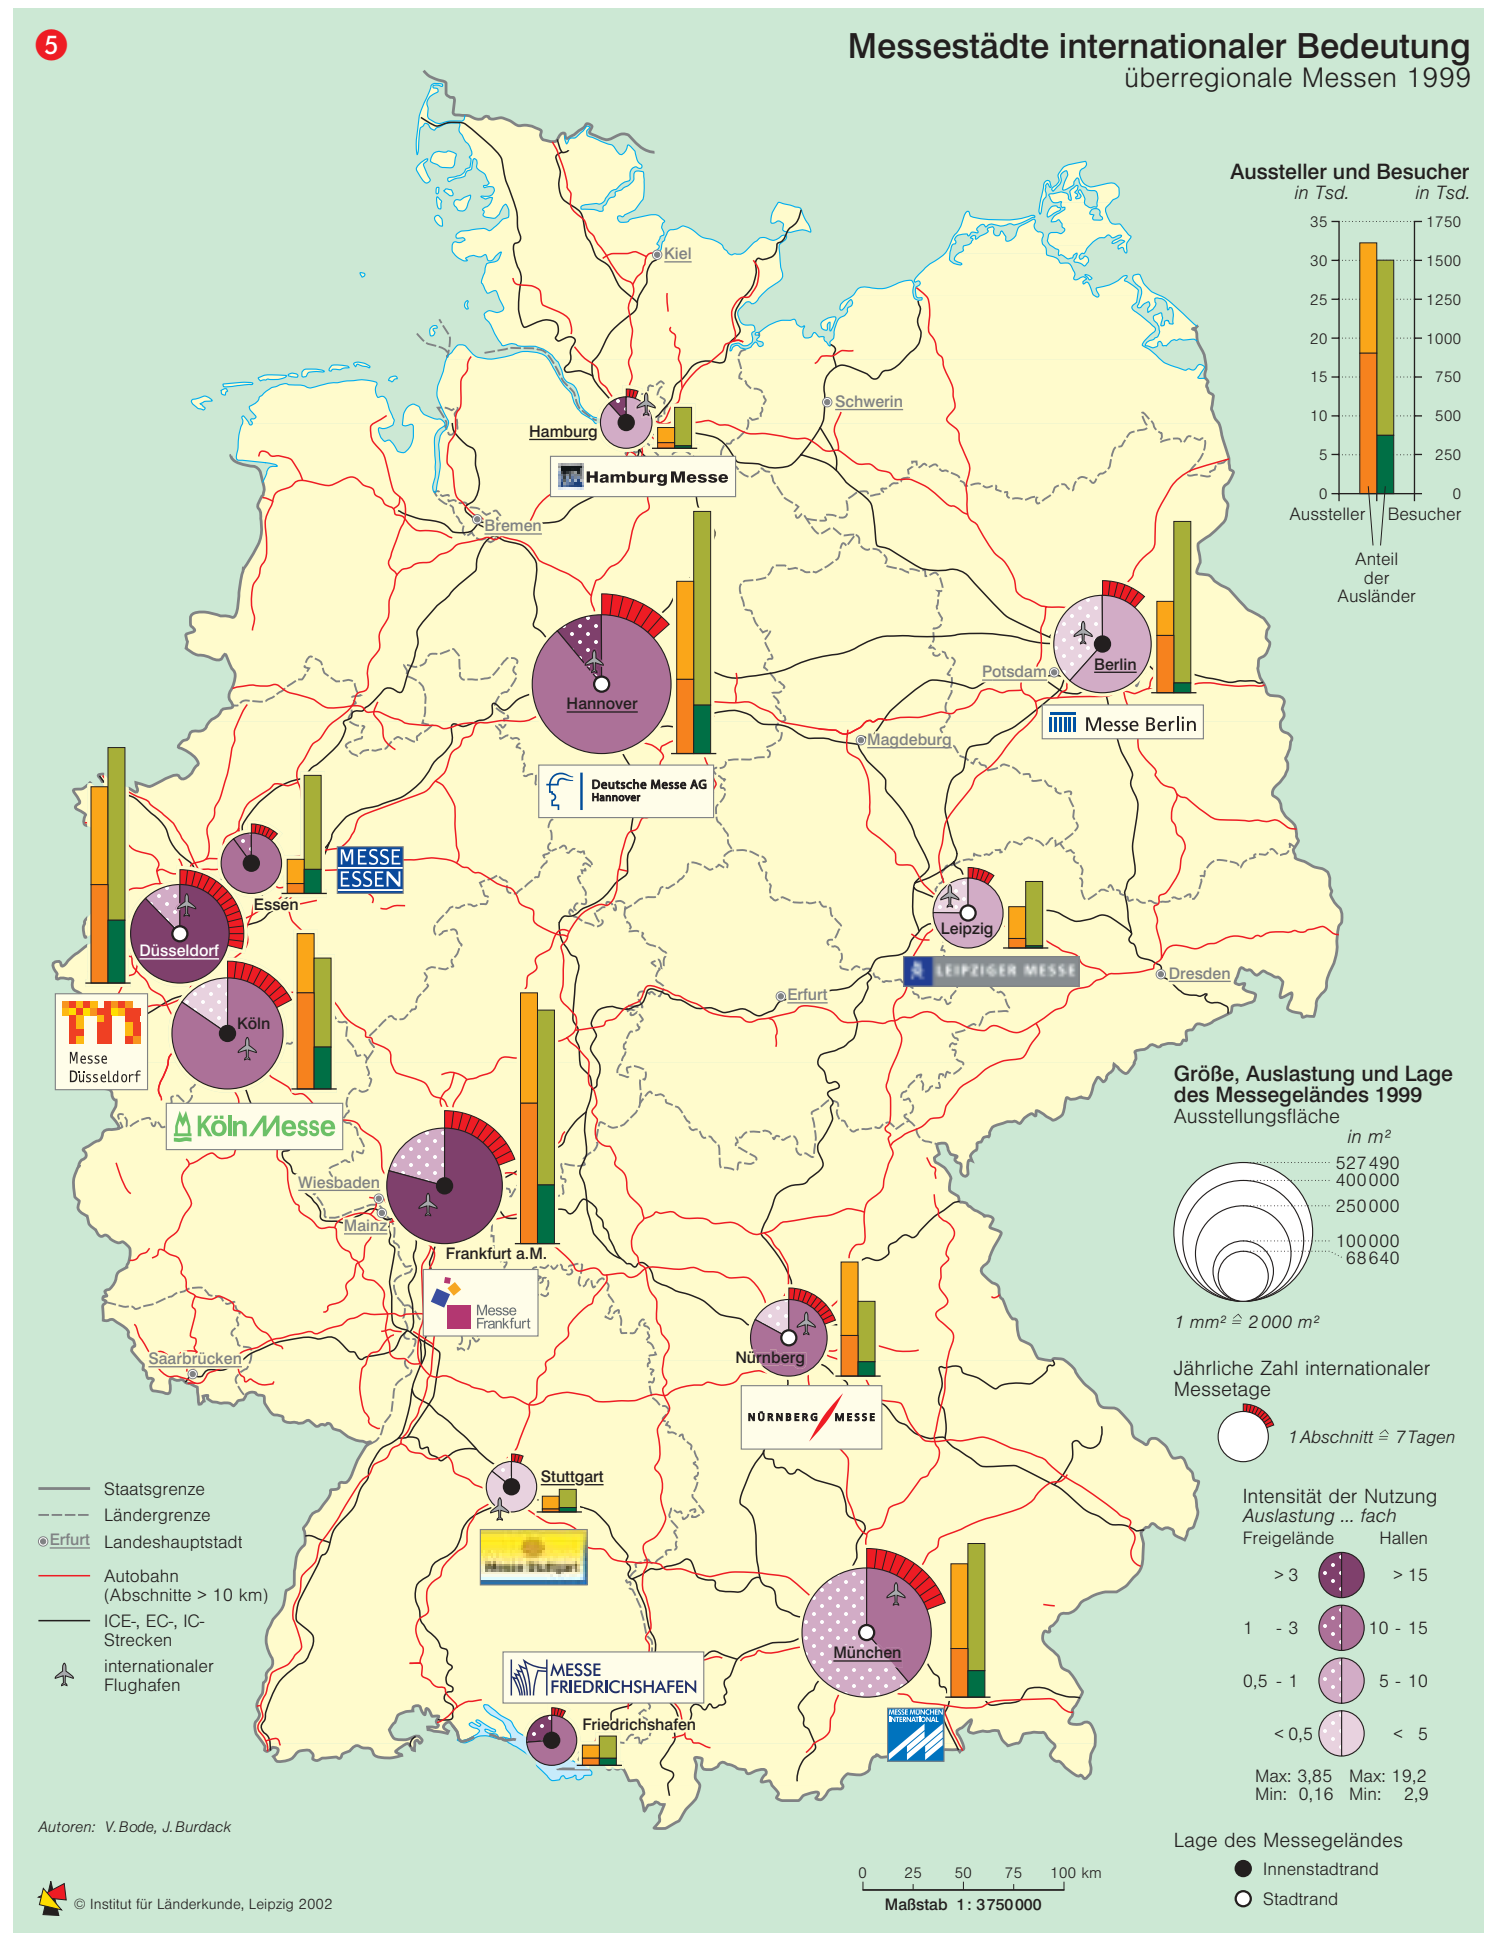 5
Messestädte internationaler Bedeutung
überregionale Messen 1999
Aussteller und Besucher
in Tsd. in Tsd.
35 1750
30 1500
25 1250
20 1000
15 750
10 500
5 250
0 0
Aussteller Besucher
Anteil
der
Ausländer
Kiel
Schwerin
Hamburg
Hamburg Messe
Bremen
Hannover
Deutsche Messe AG
Hannover
Potsdam
Berlin
Messe Berlin
Magdeburg
MESSE
ESSEN
Essen
Düsseldorf
Messe
Düsseldorf
Köln
KölnMesse
Leipzig
LEIPZIGER MESSE
Dresden
Erfurt
Wiesbaden
Mainz
Frankfurt a.M.
Messe
Frankfurt
Saarbrücken
Nürnberg
NÜRNBERG MESSE
Stuttgart
Messe Stuttgart
München
MESSE MÜNCHEN
INTERNATIONAL
MESSE
FRIEDRICHSHAFEN
Friedrichshafen
Größe, Auslastung und Lage
des Messegeländes 1999
Ausstellungsfläche
in m²
527 490
400 000
250 000
100 000
68 640
1 mm² ≙ 2 000 m²
Jährliche Zahl internationaler
Messetage
1 Abschnitt ≙ 7 Tagen
Intensität der Nutzung
Auslastung ... fach
Freigelände Hallen
> 3 > 15
1 - 3 10 - 15
0,5 - 1 5 - 10
< 0,5 < 5
Max: 3,85 Max: 19,2
Min: 0,16 Min: 2,9
Lage des Messegeländes
Innenstadtrand
Stadtrand
Staatsgrenze
Ländergrenze
Erfurt Landeshauptstadt
Autobahn
(Abschnitte > 10 km)
ICE-, EC-, IC-
Strecken
internationaler
Flughafen
Autoren: V. Bode, J. Burdack
© Institut für Länderkunde, Leipzig 2002
0 25 50 75 100 km
Maßstab 1 : 3 750 000